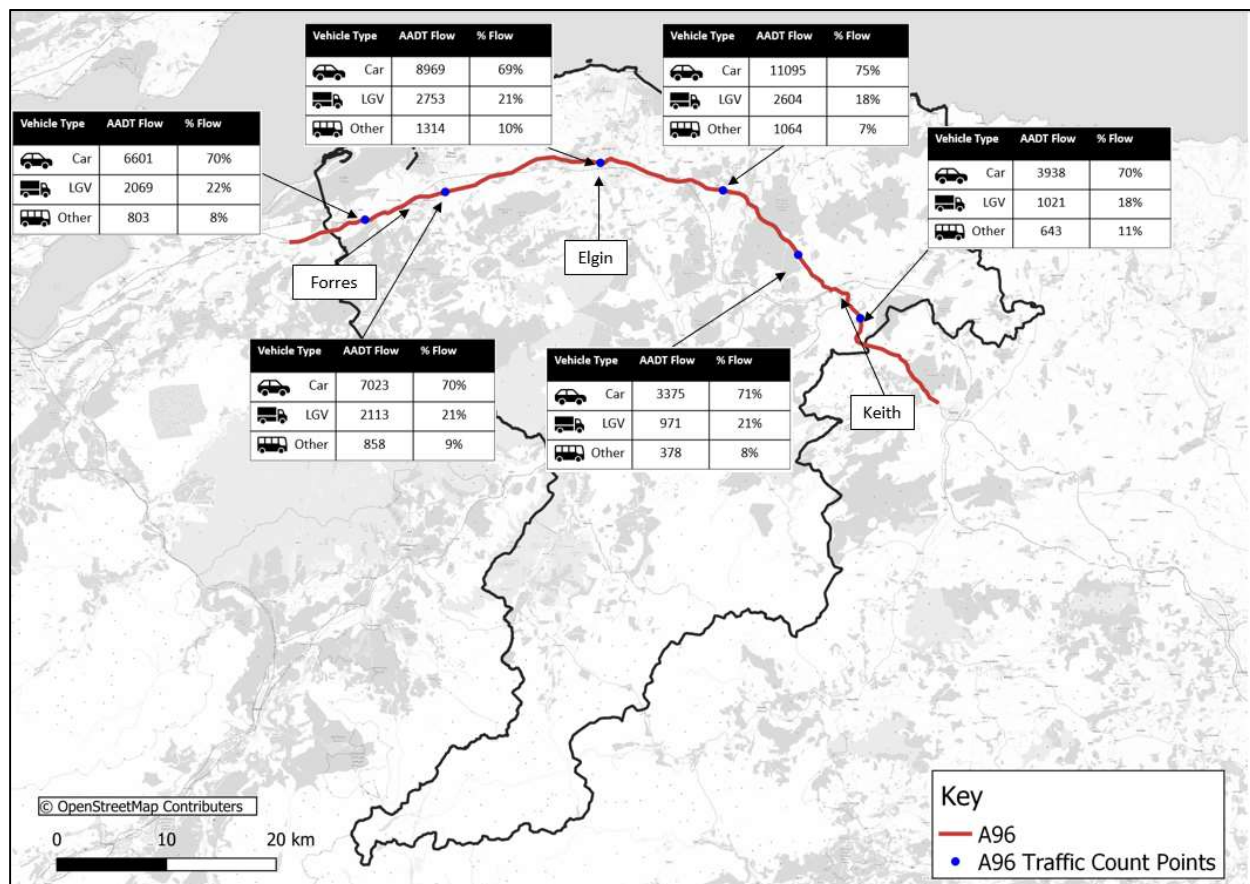 Vehicle Type AADT Flow % Flow
Car 8969 69%
LGV 2753 21%
Other 1314 10%
Vehicle Type AADT Flow % Flow
Car 11095 75%
LGV 2604 18%
Other 1064 7%
Vehicle Type AADT Flow % Flow
Car 6601 70%
LGV 2069 22%
Other 803 8%
Vehicle Type AADT Flow % Flow
Car 3938 70%
LGV 1021 18%
Other 643 11%
Elgin
Forres
Vehicle Type AADT Flow % Flow
Car 7023 70%
LGV 2113 21%
Other 858 9%
Vehicle Type AADT Flow % Flow
Car 3375 71%
LGV 971 21%
Other 378 8%
Keith
© OpenStreetMap Contributers
0 10 20 km
Key
A96
A96 Traffic Count Points